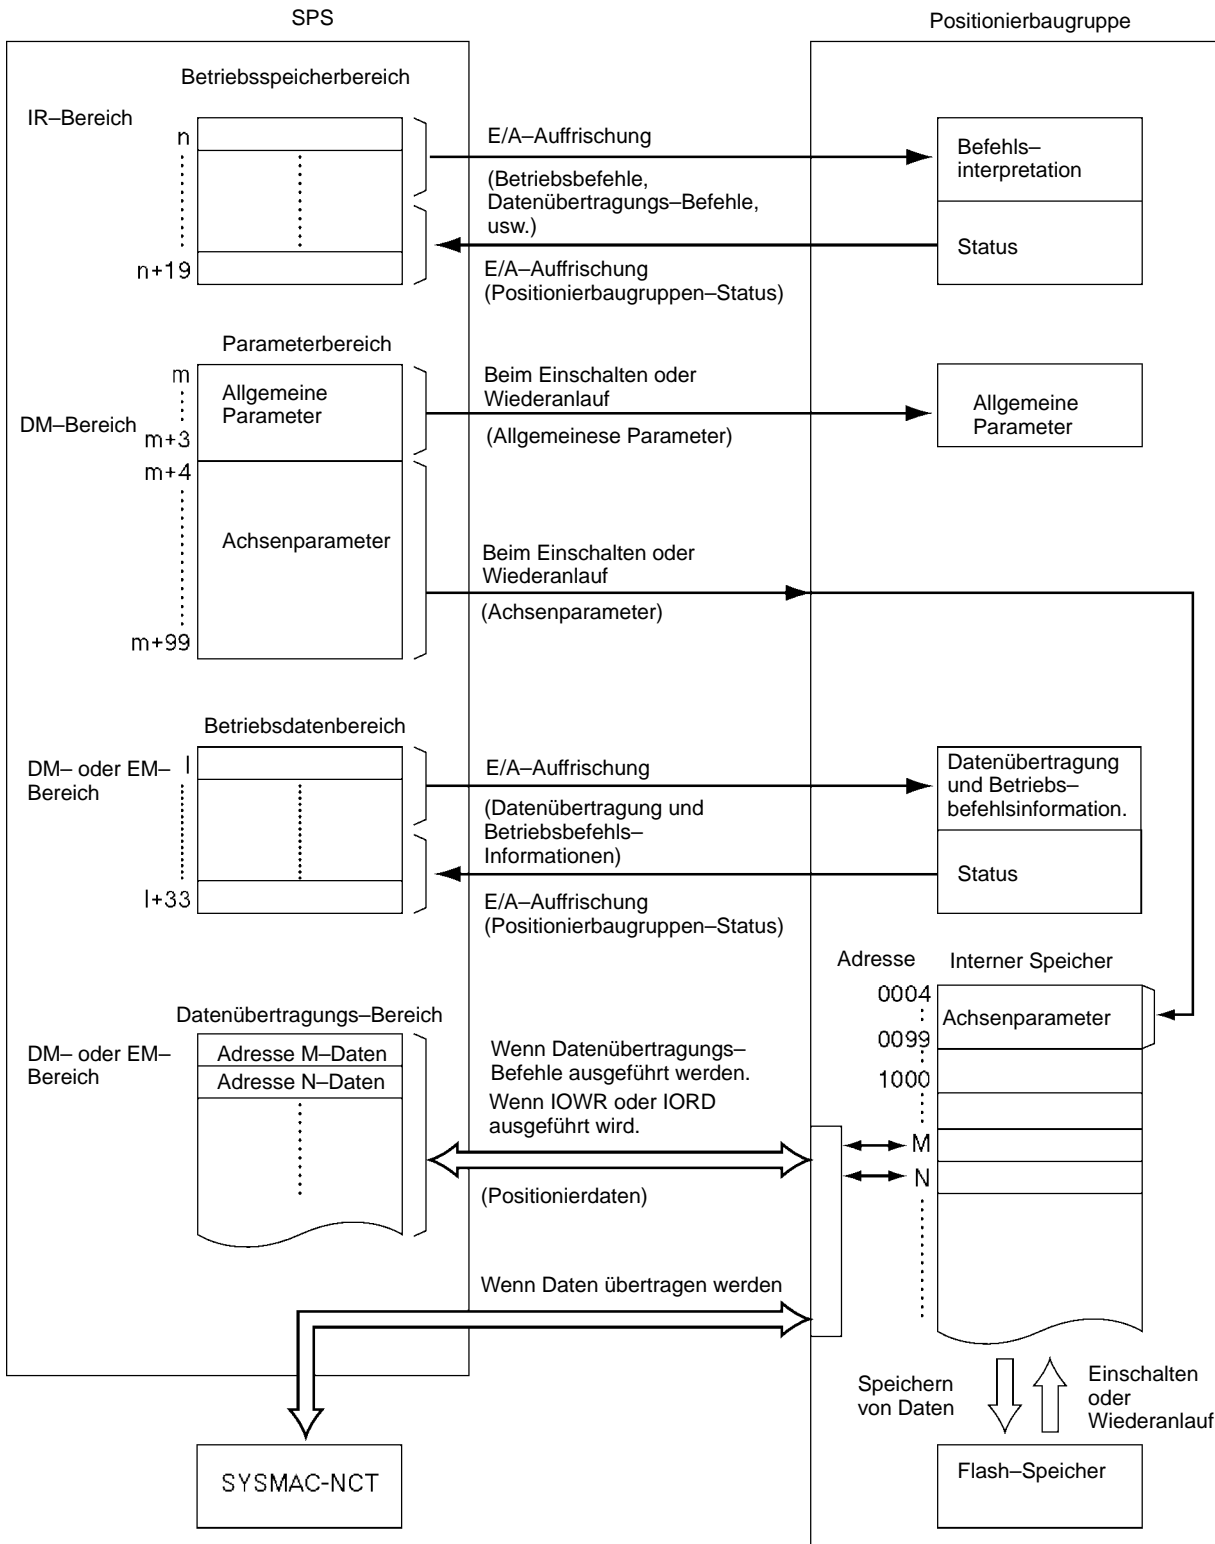 SPS
Positionierbaugruppe
Betriebsspeicherbereich
IR–Bereich
n
n+19
E/A–Auffrischung
(Betriebsbefehle,
Datenübertragungs–Befehle,
usw.)
E/A–Auffrischung
(Positionierbaugruppen–Status)
Befehls–
interpretation
Status
Parameterbereich
DM–Bereich
m
m+3
m+4
m+99
Allgemeine
Parameter
Achsenparameter
Beim Einschalten oder
Wiederanlauf
(Allgemeinese Parameter)
Allgemeine
Parameter
Beim Einschalten oder
Wiederanlauf
(Achsenparameter)
Betriebsdatenbereich
DM– oder EM–
Bereich
l
l+33
E/A–Auffrischung
(Datenübertragung und
Betriebsbefehls–
Informationen)
E/A–Auffrischung
(Positionierbaugruppen–Status)
Datenübertragung
und Betriebs–
befehlsinformation.
Status
Adresse
Interner Speicher
0004
0099
1000
M
N
Achsenparameter
Datenübertragungs–Bereich
DM– oder EM–
Bereich
Adresse M–Daten
Adresse N–Daten
Wenn Datenübertragungs–
Befehle ausgeführt werden.
Wenn IOWR oder IORD
ausgeführt wird.
(Positionierdaten)
Wenn Daten übertragen werden
Speichern
von Daten
Einschalten
oder
Wiederanlauf
SYSMAC-NCT
Flash–Speicher